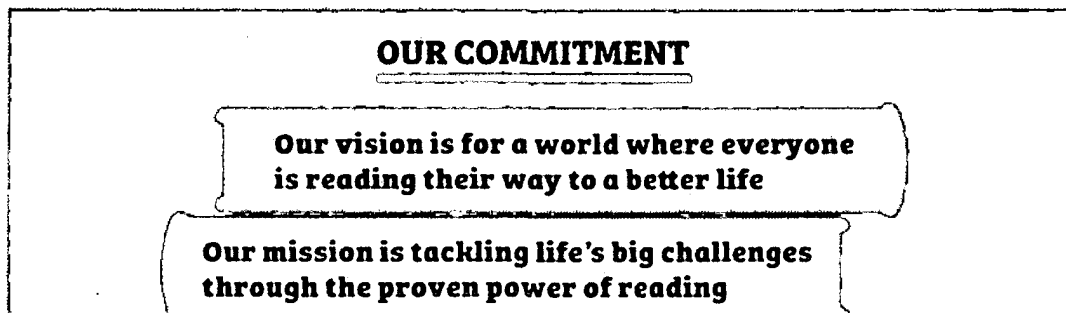 OUR COMMITMENT
Our vision is for a world where everyone
is reading their way to a better life
Our mission is tackling life's big challenges
through the proven power of reading